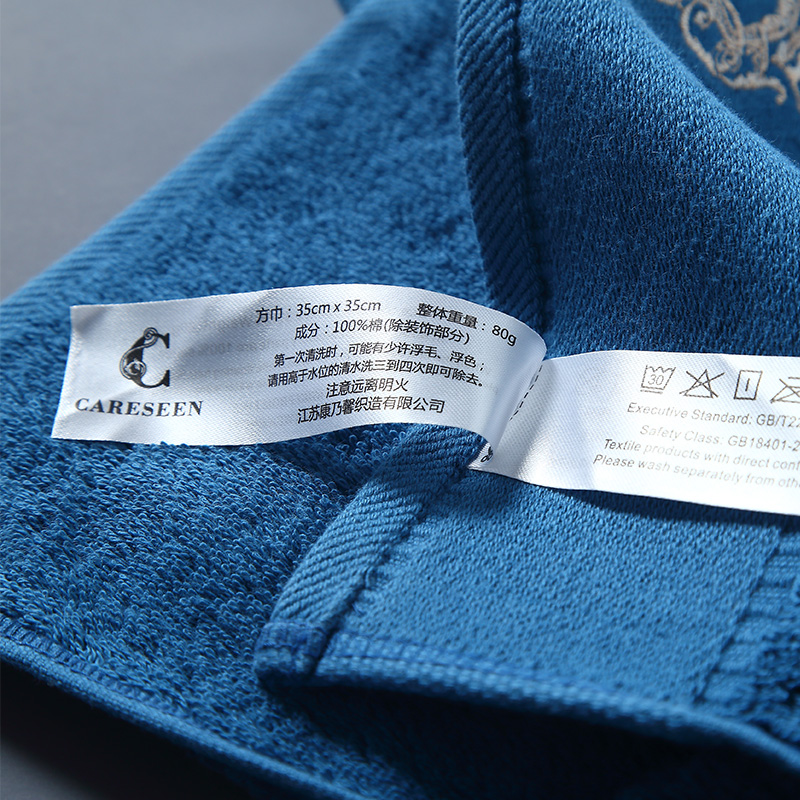 方巾：35cm x 35cm 整体重量：80g
成分：100%棉(除装饰部分)
第一次清洗时，可能有少许浮毛、浮色；
请用高于水位的清水洗三到四次即可除去。
注意远离明火
江苏康乃馨织造有限公司
C
CARESEEN
30
Executive Standard: GB/T22
Safety Class: GB18401-2
Textile products with direct cont
Please wash separately from othe